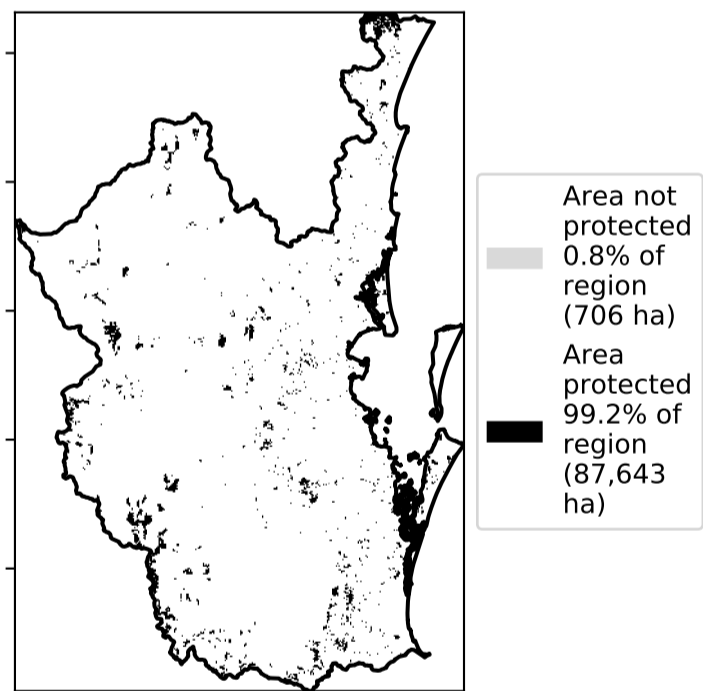 Area not
protected
0.8% of
region
(706 ha)
Area
protected
99.2% of
region
(87,643
ha)